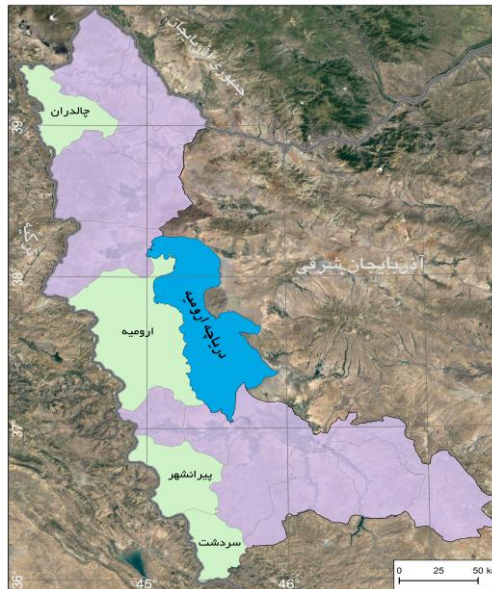 جمهوری آذربایجان
چالدران
39
ترکیه
38
آذربایجان شرقی
دریاچه ارومیه
ارومیه
37
پیرانشهر
سردشت
36
45
46
0 25 50 k